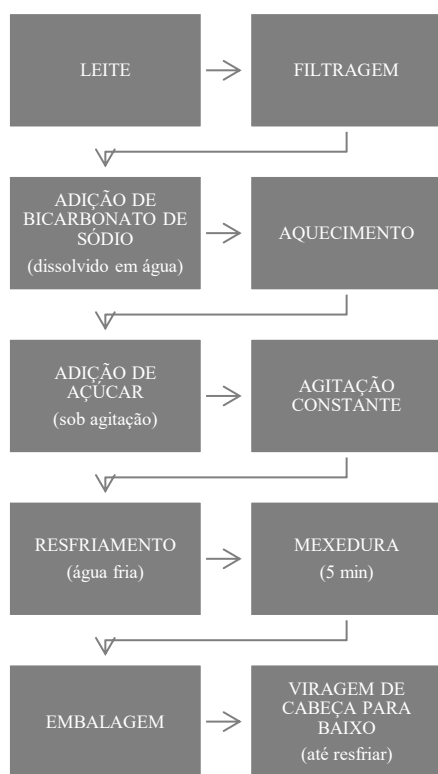 LEITE
FILTRAGEM
ADIÇÃO DE
BICARBONATO DE
SÓDIO
(dissolvido em água)
AQUECIMENTO
ADIÇÃO DE
AÇÚCAR
(sob agitação)
AGITAÇÃO
CONSTANTE
RESFRIAMENTO
(água fria)
MEXEDURA
(5 min)
EMBALAGEM
VIRAGEM DE
CABEÇA PARA
BAIXO
(até resfriar)